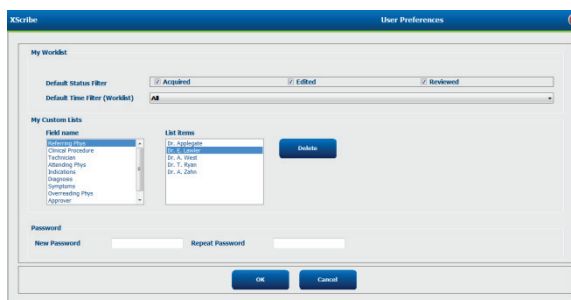 XScribe User Preferences
My Worklist
Default Status Filter Acquired Edited Reviewed
Default Time Filter (Worklist) All
My Custom Lists
Field name List items
Referring Phys Dr. Applegate
Clinical Procedure Dr. E. Lawler Delete
Technician Dr. A. West
Attending Phys Dr. T. Ryan
Indications Dr. A. Zahn
Diagnosis
Symptoms
Overreading Phys
Approver
Password
New Password Repeat Password
OK Cancel